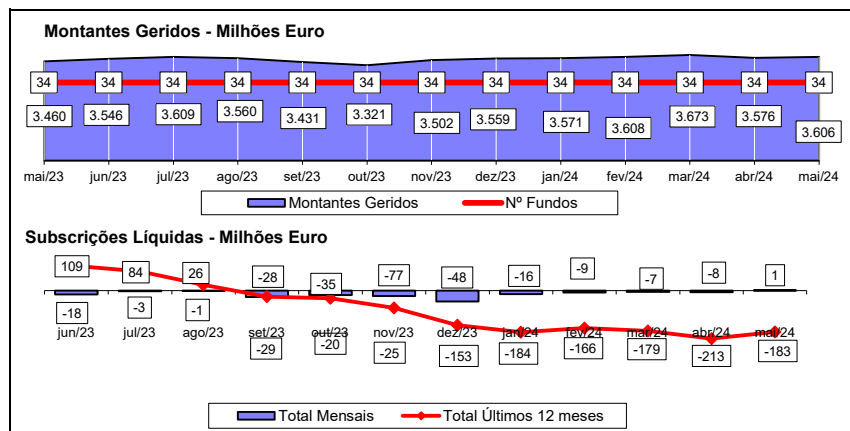 Montantes Geridos - Milhões Euro
34 34 34 34 34 34 34 34 34 34 34 34 34
3.460 3.546 3.609 3.560 3.431 3.321 3.502 3.559 3.571 3.608 3.673 3.576 3.606
mai/23 jun/23 jul/23 ago/23 set/23 out/23 nov/23 dez/23 jan/24 fev/24 mar/24 abr/24 mai/24
Montantes Geridos Nº Fundos
Subscrições Líquidas - Milhões Euro
109 84 26 -28 -35 -77 -48 -16 -9 -7 -8 1
-18 -3 -1
jun/23 jul/23 ago/23 set/23 out/23 nov/23 dez/23 jan/24 fev/24 mar/24 abr/24 mai/24
-29 -20 -25 -153 -184 -166 -179 -213 -183
Total Mensais Total Últimos 12 meses